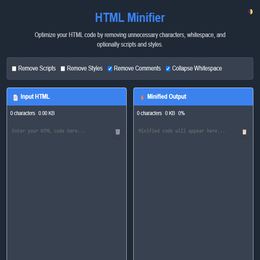 HTML Minifier
Optimize your HTML code by removing unnecessary characters, whitespace, and
optionally scripts and styles.
Remove Scripts Remove Styles Remove Comments Collapse Whitespace
Input HTML
0 characters 0.00 KB
Enter your HTML code here...
Minified Output
0 characters 0 KB 0%
Minified code will appear here...